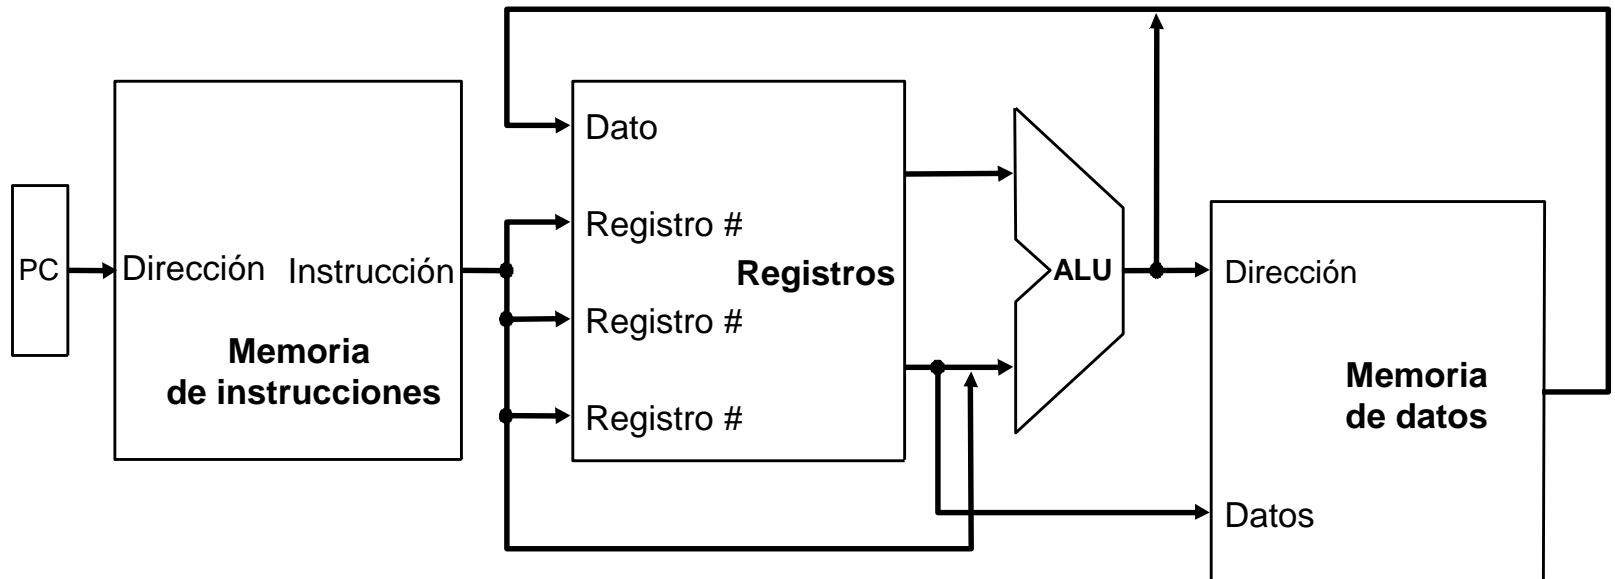 PC
Dirección
Instrucción
Memoria
de instrucciones
Dato
Registro #
Registro #
Registro #
Registros
ALU
Dirección
Memoria
de datos
Datos